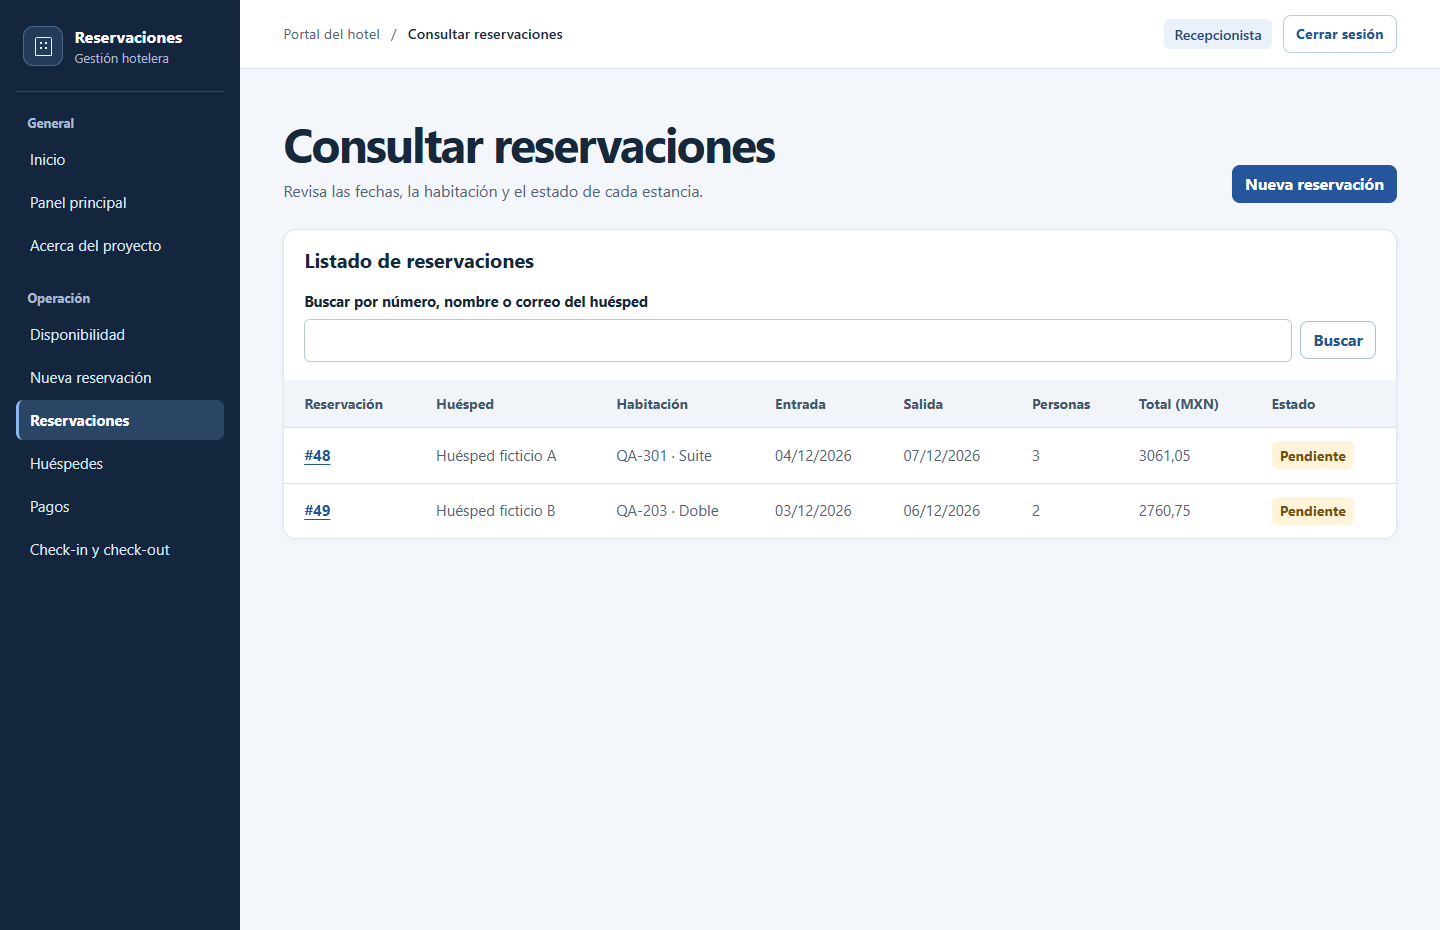 Reservaciones
Gestión hotelera
General
Inicio
Panel principal
Acerca del proyecto
Operación
Disponibilidad
Nueva reservación
Reservaciones
Huéspedes
Pagos
Check-in y check-out
Portal del hotel / Consultar reservaciones
Recepcionista
Cerrar sesión
Consultar reservaciones
Revisa las fechas, la habitación y el estado de cada estancia.
Nueva reservación
Listado de reservaciones
Buscar por número, nombre o correo del huésped
Buscar
Reservación Huésped Habitación Entrada Salida Personas Total (MXN) Estado
#48 Huésped ficticio A QA-301 · Suite 04/12/2026 07/12/2026 3 3061,05 Pendiente
#49 Huésped ficticio B QA-203 · Doble 03/12/2026 06/12/2026 2 2760,75 Pendiente